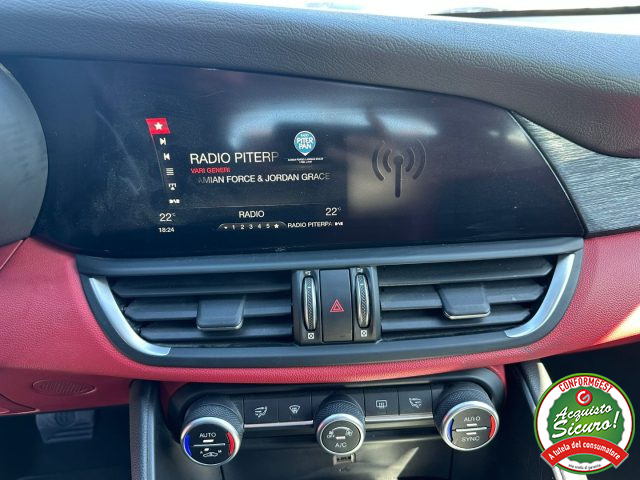 RADIO PITERP
PITER
PAN
VARI GENERI
AMIAN FORCE & JORDAN GRACE
22°
RADIO
22°
18:24
1 2 3 4 5
RADIO PITERPA
AUTO
A/C
AUTO
SYNC
CONFORMGEST
Acquisto
Sicuro!
A tutela del consumatore